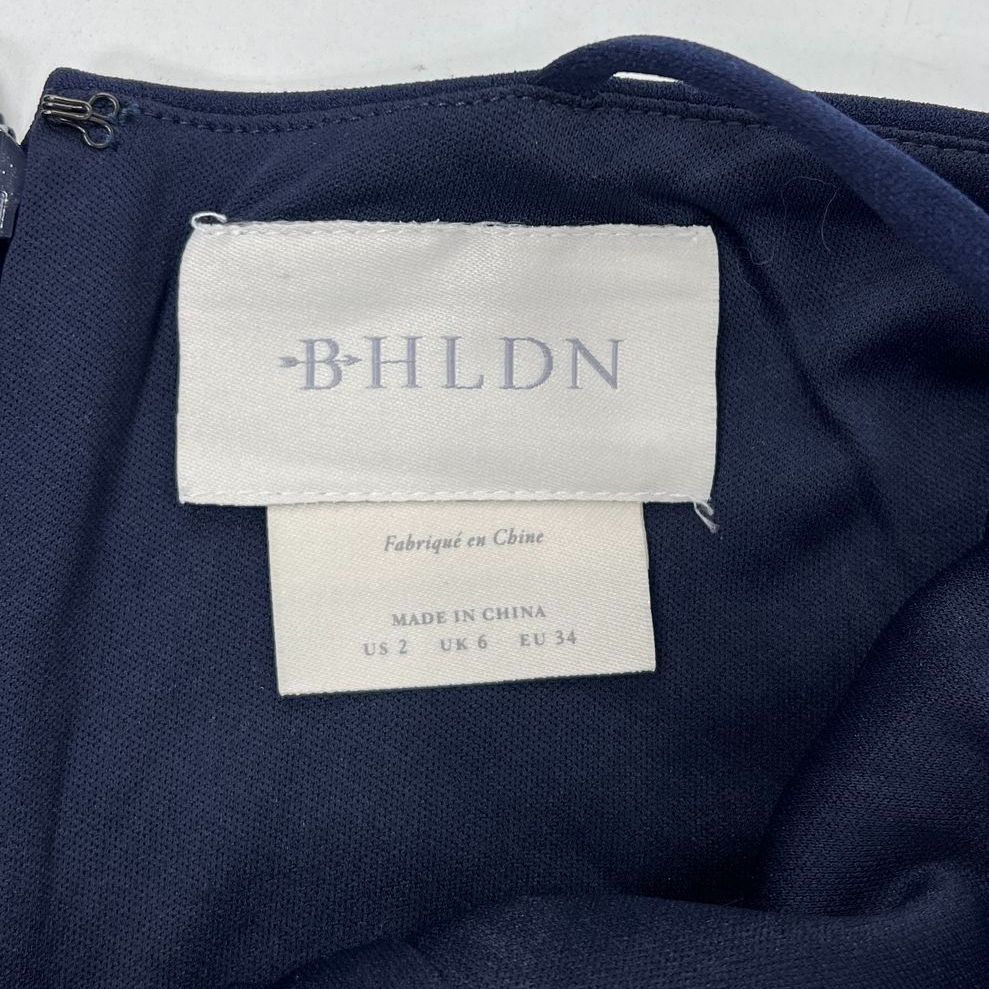 BHLDN
Fabriqué en Chine
MADE IN CHINA
US 2 UK 6 EU 34